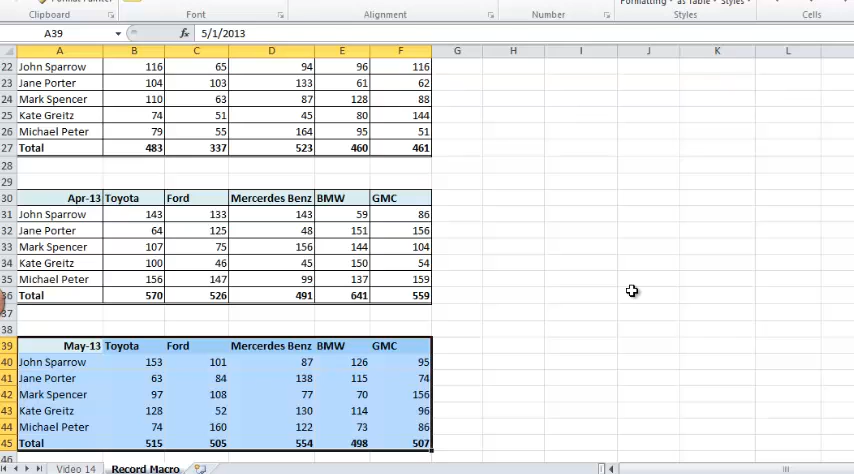 Format Painter Formatting as Table Styles
Clipboard Font Alignment Number Styles Cells
A39 fx 5/1/2013
A B C D E F G H I J K L
22 John Sparrow 116 65 94 96 116
23 Jane Porter 104 103 133 61 62
24 Mark Spencer 110 63 87 128 88
25 Kate Greitz 74 51 45 80 144
26 Michael Peter 79 55 164 95 51
27 Total 483 337 523 460 461
28
29
30 Apr-13 Toyota Ford Mercerdes Benz BMW GMC
31 John Sparrow 143 133 143 59 86
32 Jane Porter 64 125 48 151 156
33 Mark Spencer 107 75 156 144 104
34 Kate Greitz 100 46 45 150 54
35 Michael Peter 156 147 99 137 159
36 Total 570 526 491 641 559
37
38
39 May-13 Toyota Ford Mercerdes Benz BMW GMC
40 John Sparrow 153 101 87 126 95
41 Jane Porter 63 84 138 115 74
42 Mark Spencer 97 108 77 70 156
43 Kate Greitz 128 52 130 114 96
44 Michael Peter 74 160 122 73 86
45 Total 515 505 554 498 507
46
Video 14 Record Macro